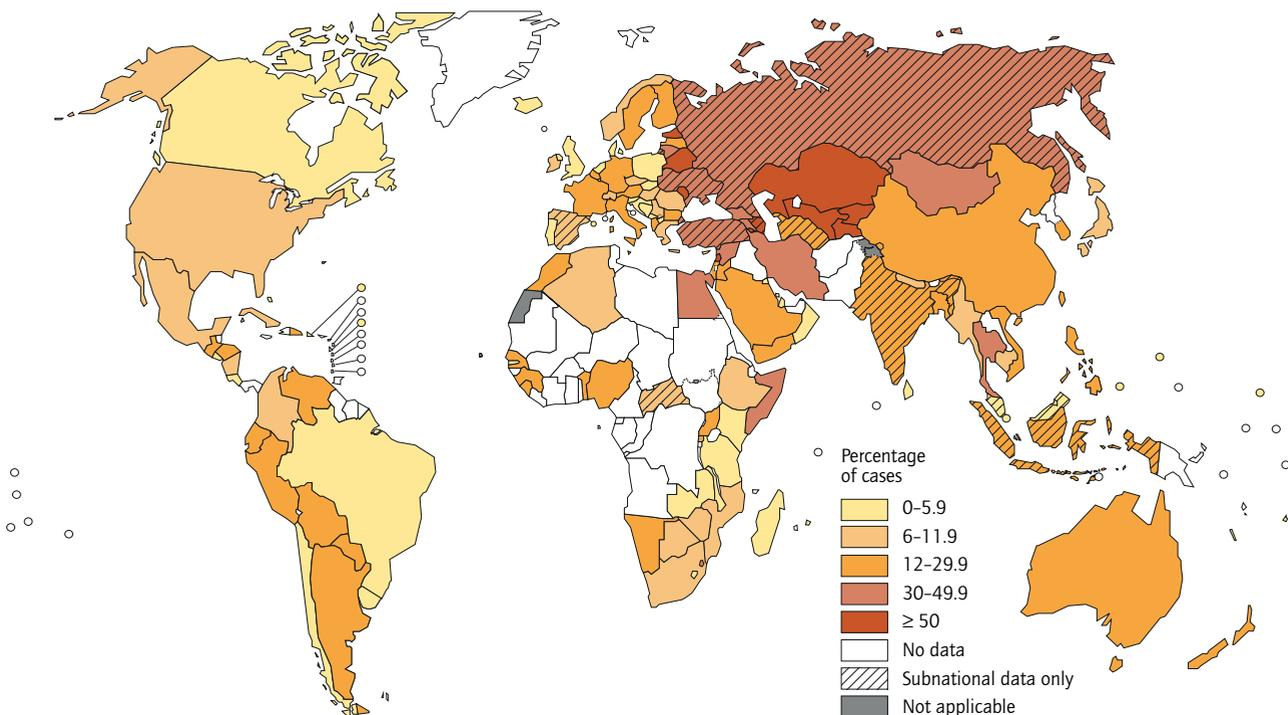 Percentage
of cases
0–5.9
6–11.9
12–29.9
30–49.9
≥ 50
No data
Subnational data only
Not applicable